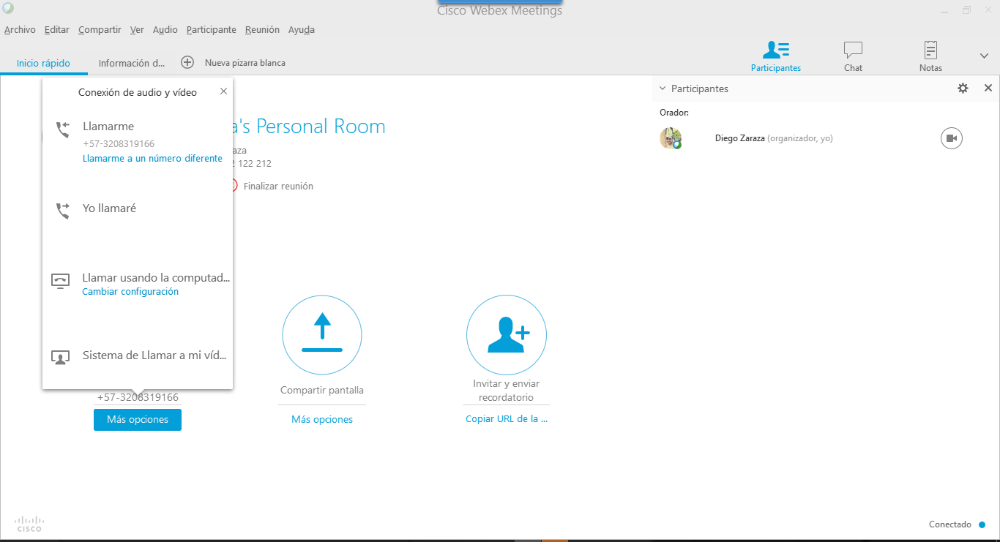 Cisco Webex Meetings
Archivo Editar Compartir Ver Audio Participante Reunión Ayuda
Inicio rápido Información d... Nueva pizarra blanca
Participantes Chat Notas
Conexión de audio y vídeo
Llamarme
+57-3208319166
Llamarme a un número diferente
Yo llamaré
Llamar usando la computad...
Cambiar configuración
Sistema de Llamar a mi víd...
a's Personal Room
aza
2 122 212
Finalizar reunión
+57-3208319166
Más opciones
Compartir pantalla
Más opciones
Invitar y enviar
recordatorio
Copiar URL de la ...
Participantes
Orador:
Diego Zaraza (organizador, yo)
CISCO
Conectado